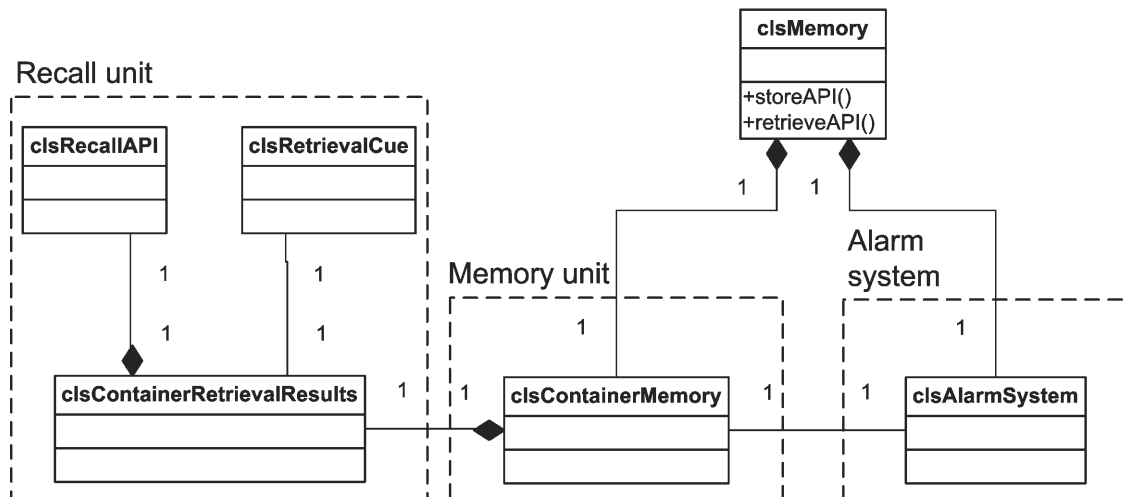 clsMemory
+storeAPI()
+retrieveAPI()
Recall unit
clsRecallAPI
clsRetrievalCue
1
1
Alarm
system
1
1
Memory unit
1
1
1
1
clsContainerRetrievalResults
1
1
clsContainerMemory
1
1
clsAlarmSystem